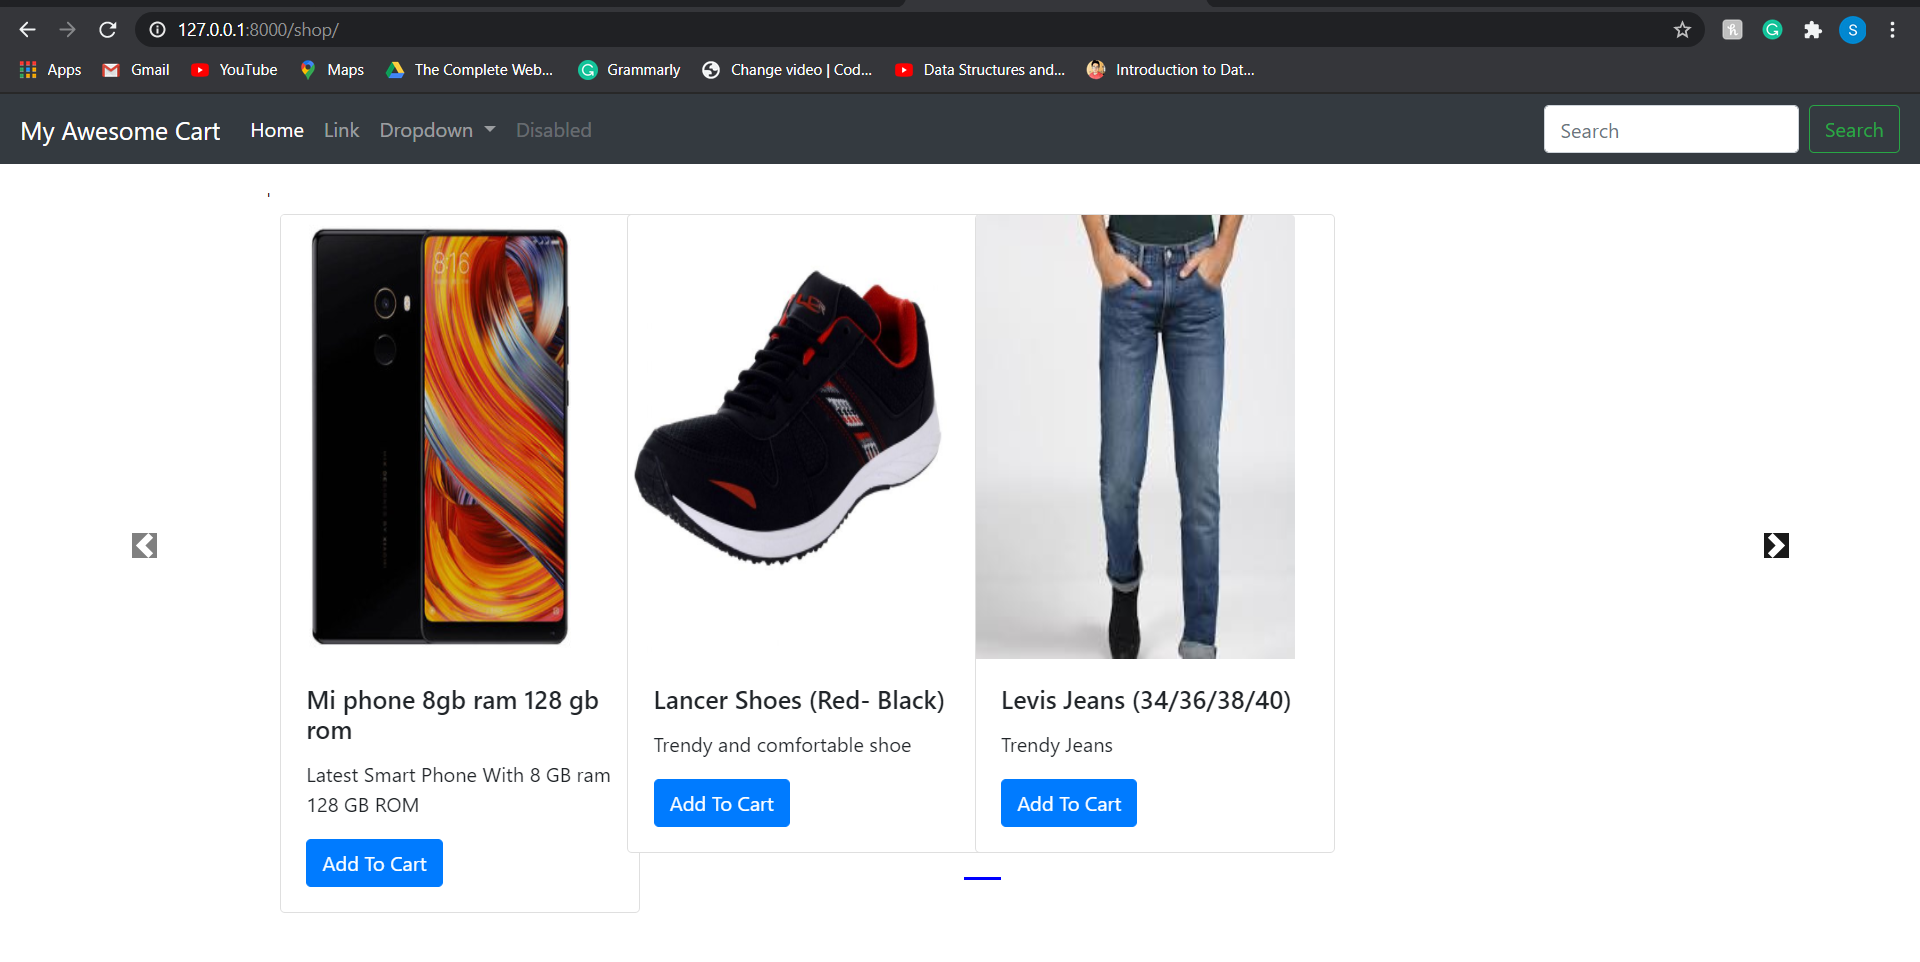 127.0.0.1:8000/shop/
Apps Gmail YouTube Maps The Complete Web... Grammarly Change video | Cod... Data Structures and... Introduction to Dat...
My Awesome Cart Home Link Dropdown Disabled Search Search
8:16
Mi phone 8gb ram 128 gb
rom
Latest Smart Phone With 8 GB ram
128 GB ROM
Add To Cart
Lancer Shoes (Red- Black)
Trendy and comfortable shoe
Add To Cart
Levis Jeans (34/36/38/40)
Trendy Jeans
Add To Cart